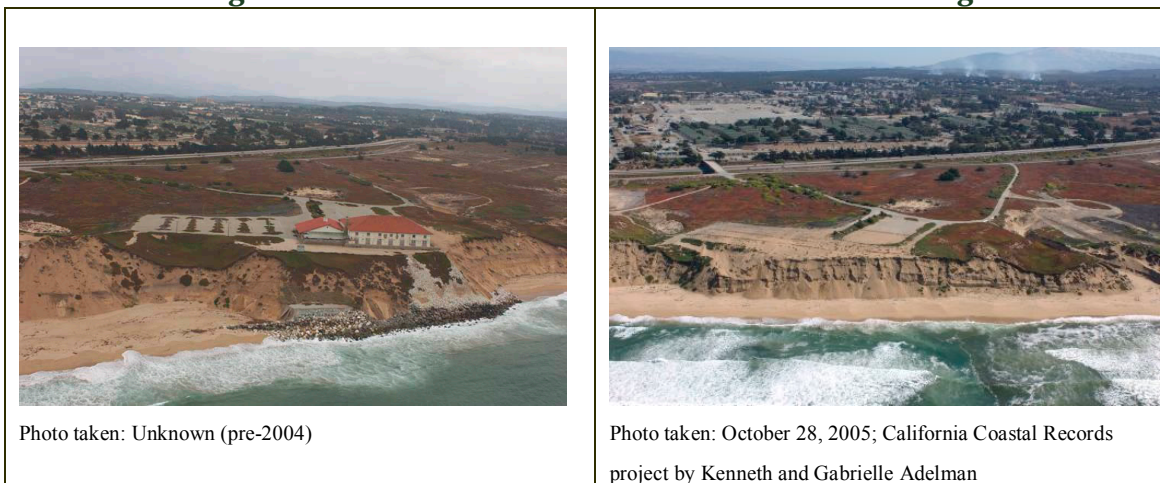 Photo taken: Unknown (pre-2004)
Photo taken: October 28, 2005; California Coastal Records
project by Kenneth and Gabrielle Adelman